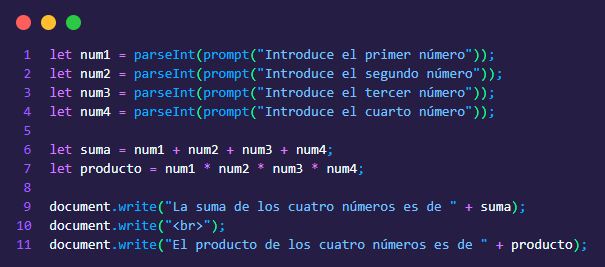 1 let num1 = parseInt(prompt("Introduce el primer número"));
2 let num2 = parseInt(prompt("Introduce el segundo número"));
3 let num3 = parseInt(prompt("Introduce el tercer número"));
4 let num4 = parseInt(prompt("Introduce el cuarto número"));
5
6 let suma = num1 + num2 + num3 + num4;
7 let producto = num1 * num2 * num3 * num4;
8
9 document.write("La suma de los cuatro números es de " + suma);
10 document.write("<br>");
11 document.write("El producto de los cuatro números es de " + producto);